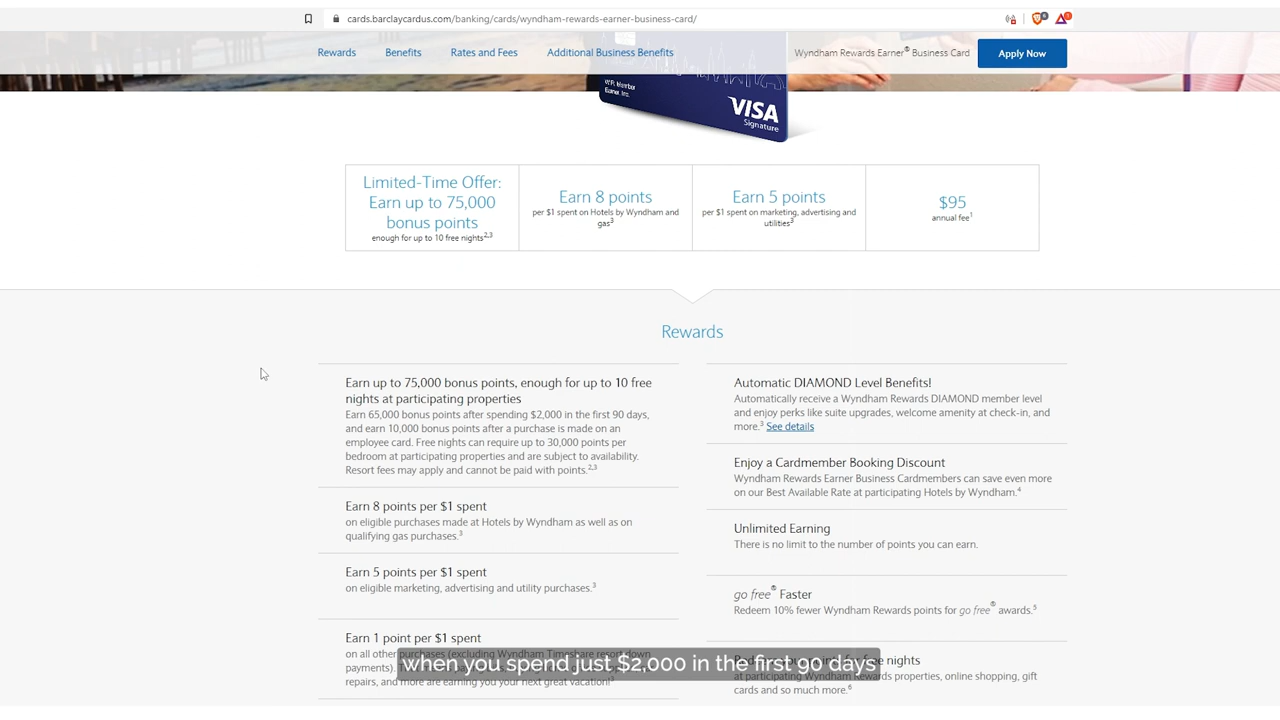 cards.barclaycardus.com/banking/cards/wyndham-rewards-earner-business-card/
Rewards
Benefits
Rates and Fees
Additional Business Benefits
Wyndham Rewards Earner® Business Card
Apply Now
W.R. Member
Earner, Inc.
VISA
Signature
Limited-Time Offer:
Earn up to 75,000
bonus points
enough for up to 10 free nights2,3
Earn 8 points
per $1 spent on Hotels by Wyndham and
gas3
Earn 5 points
per $1 spent on marketing, advertising and
utilities3
$95
annual fee1
Rewards
Earn up to 75,000 bonus points, enough for up to 10 free
nights at participating properties
Earn 65,000 bonus points after spending $2,000 in the first 90 days,
and earn 10,000 bonus points after a purchase is made on an
employee card. Free nights can require up to 30,000 points per
bedroom at participating properties and are subject to availability.
Resort fees may apply and cannot be paid with points.2,3
Earn 8 points per $1 spent
on eligible purchases made at Hotels by Wyndham as well as on
qualifying gas purchases.3
Earn 5 points per $1 spent
on eligible marketing, advertising and utility purchases.3
Earn 1 point per $1 spent
on all other purchases (excluding Wyndham Timeshare resort down
payments).
repairs, and more are earning you your next great vacation!3
Automatic DIAMOND Level Benefits!
Automatically receive a Wyndham Rewards DIAMOND member level
and enjoy perks like suite upgrades, welcome amenity at check-in, and
more.3 See details
Enjoy a Cardmember Booking Discount
Wyndham Rewards Earner Business Cardmembers can save even more
on our Best Available Rate at participating Hotels by Wyndham.4
Unlimited Earning
There is no limit to the number of points you can earn.
go free® Faster
Redeem 10% fewer Wyndham Rewards points for go free® awards.5
nights
at participating Wyndham Rewards properties, online shopping, gift
cards and so much more.6
when you spend just $2,000 in the first 90 days